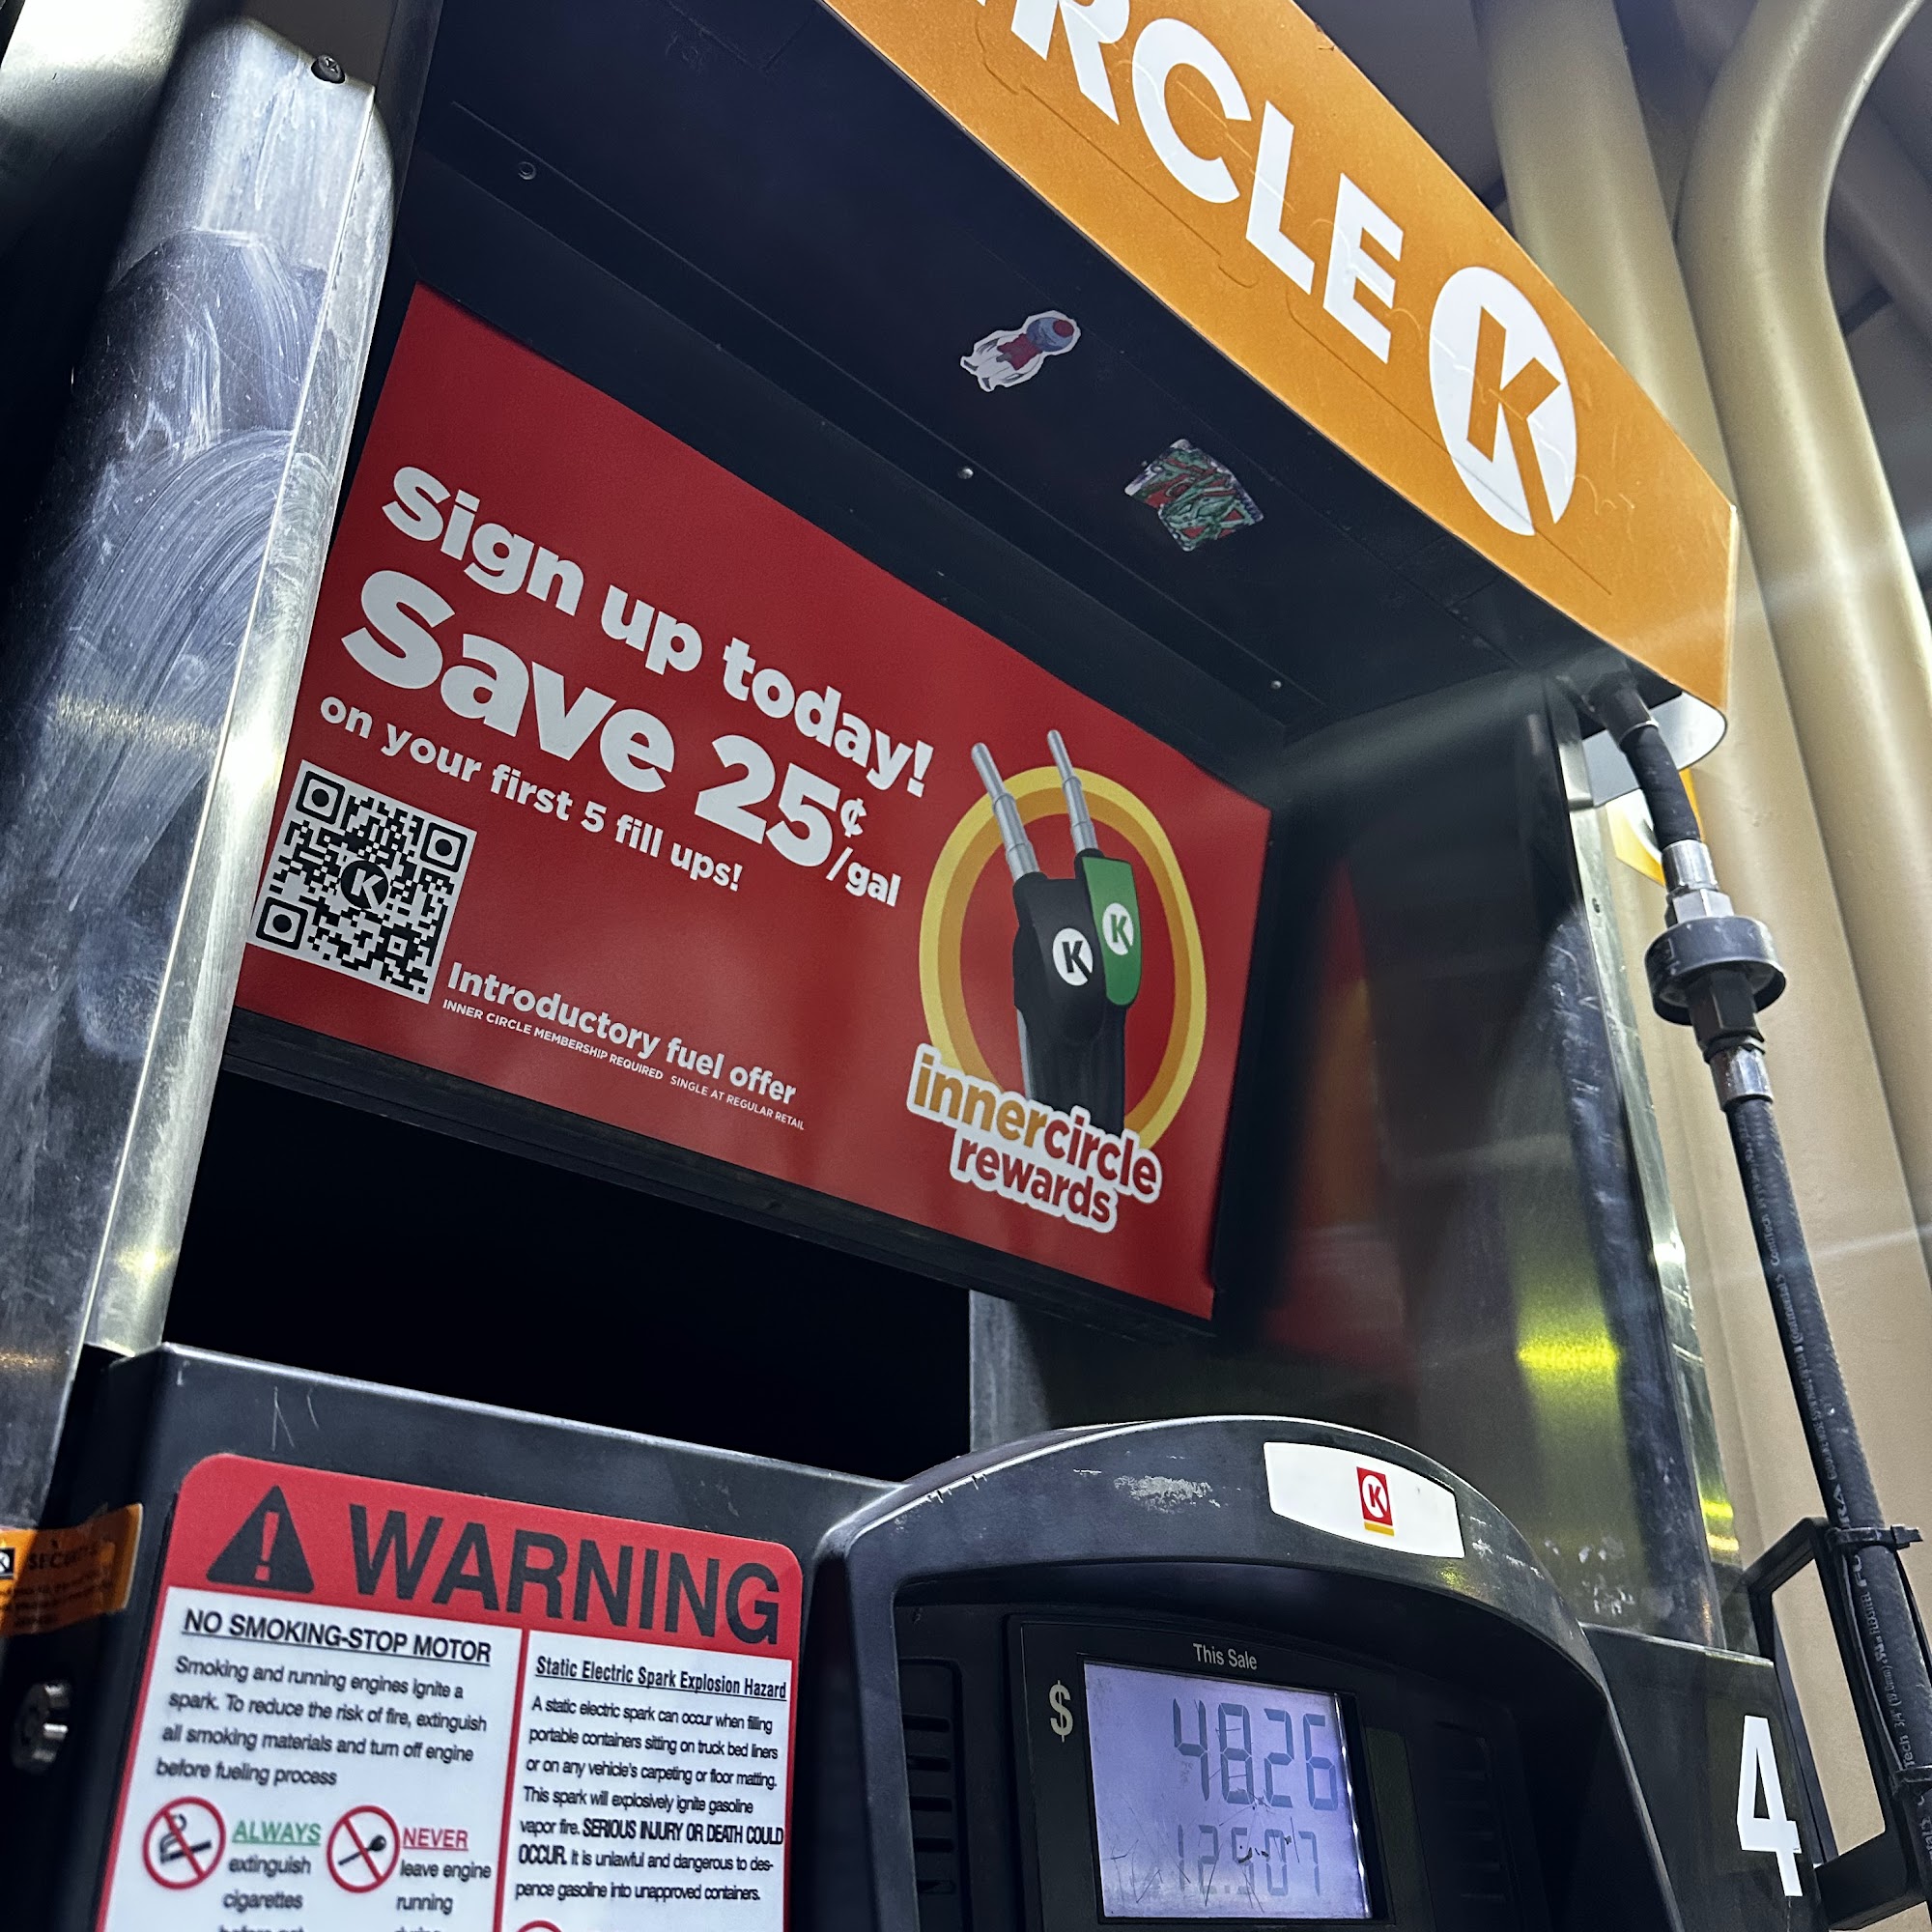 RCLE K
Sign up today!
Save 25¢/gal
on your first 5 fill ups!
K
K
K
Introductory fuel offer
INNER CIRCLE MEMBERSHIP REQUIRED SINGLE AT REGULAR RETAIL
innercircle
rewards
K
WARNING
NO SMOKING-STOP MOTOR
Smoking and running engines ignite a
spark. To reduce the risk of fire, extinguish
all smoking materials and turn off engine
before fueling process
ALWAYS
extinguish
cigarettes
NEVER
leave engine
running
Static Electric Spark Explosion Hazard
A static electric spark can occur when filling
portable containers sitting on truck bed liners
or on any vehicle's carpeting or floor matting.
This spark will explosively ignite gasoline
vapor fire. SERIOUS INJURY OR DEATH COULD
OCCUR. It is unlawful and dangerous to des-
pence gasoline into unapproved containers.
This Sale
$ 48.26
12.507
4